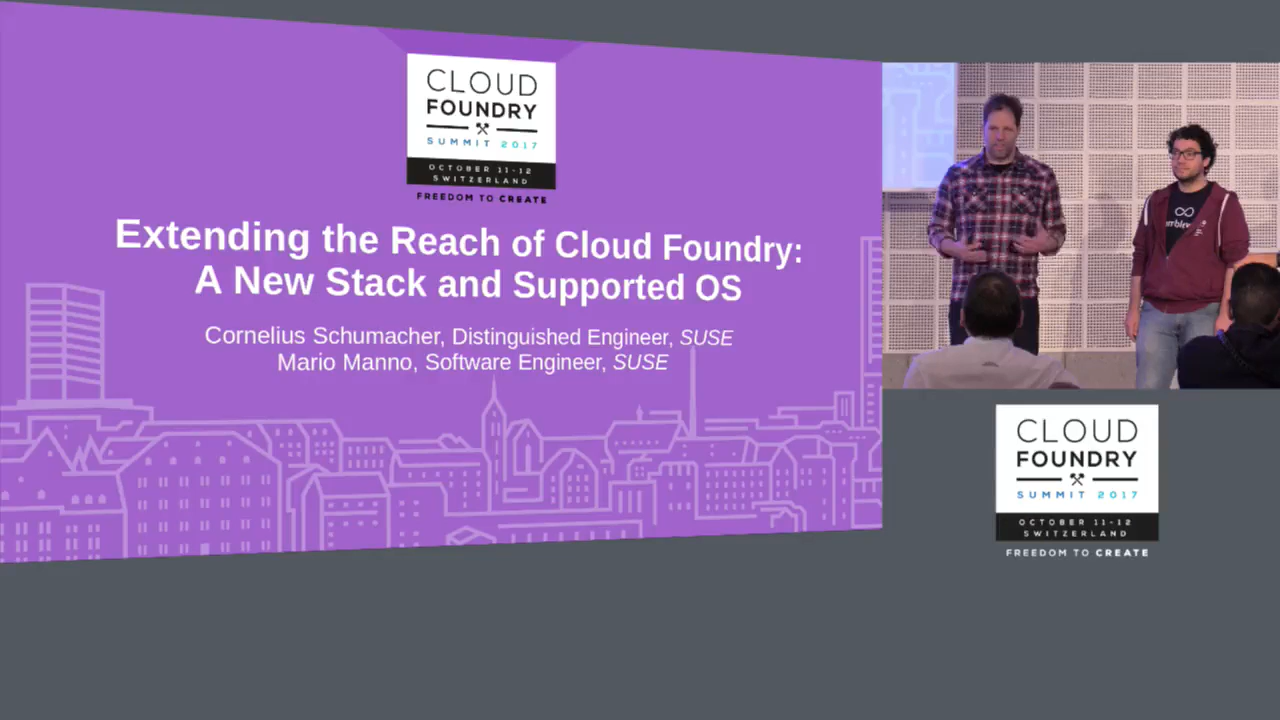 CLOUD
FOUNDRY
SUMMIT 2017
OCTOBER 11-12
SWITZERLAND
FREEDOM TO CREATE
Extending the Reach of Cloud Foundry:
A New Stack and Supported OS
Cornelius Schumacher, Distinguished Engineer, SUSE
Mario Manno, Software Engineer, SUSE
CLOUD
FOUNDRY
SUMMIT 2017
OCTOBER 11-12
SWITZERLAND
FREEDOM TO CREATE